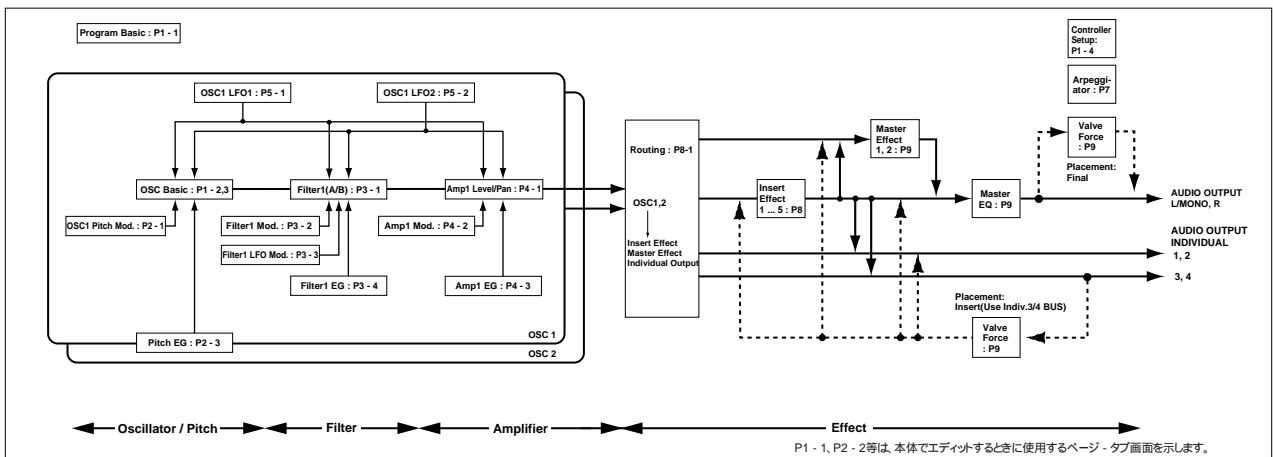 Program Basic : P1 - 1
Controller
Setup:
P1 - 4
Arpeggi-
ator : P7
OSC1 LFO1 : P5 - 1
OSC1 LFO2 : P5 - 2
OSC Basic : P1 - 2,3
Filter1(A/B) : P3 - 1
Amp1 Level/Pan : P4 - 1
OSC1 Pitch Mod. : P2 - 1
Filter1 Mod. : P3 - 2
Amp1 Mod. : P4 - 2
Filter1 LFO Mod. : P3 - 3
Filter1 EG : P3 - 4
Amp1 EG : P4 - 3
Pitch EG : P2 - 3
OSC 1
OSC 2
Routing : P8-1
OSC1,2
Insert Effect
Master Effect
Individual Output
Insert
Effect
1 ... 5 : P8
Master
Effect
1, 2 : P9
Master
EQ : P9
Valve
Force
: P9
Placement:
Final
AUDIO OUTPUT
L/MONO, R
AUDIO OUTPUT
INDIVIDUAL
1, 2
3, 4
Placement:
Insert(Use Indiv.3/4 BUS)
Valve
Force
: P9
Oscillator / Pitch
Filter
Amplifier
Effect
P1 - 1、P2 - 2等は、本体でエディットするときに使用するページ - タブ画面を示します。